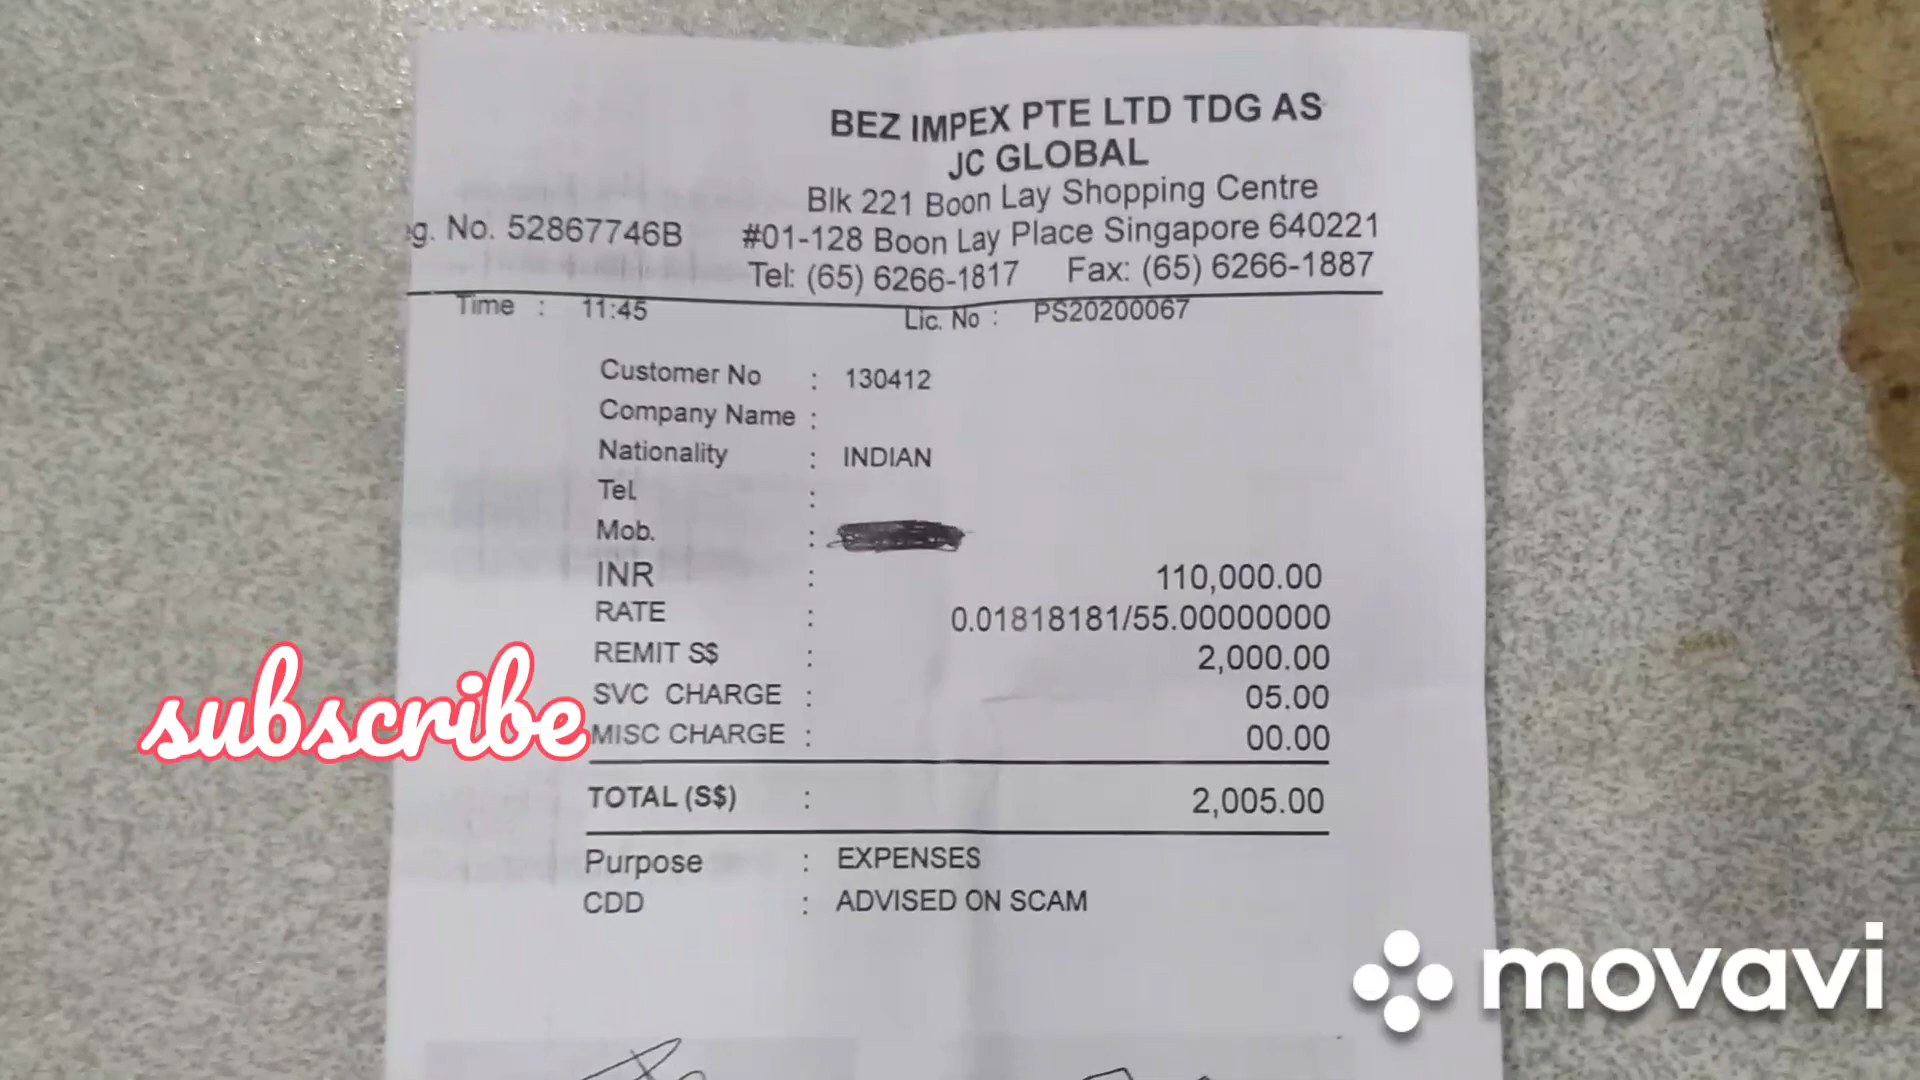 BEZ IMPEX PTE LTD TDG AS
JC GLOBAL
Blk 221 Boon Lay Shopping Centre
eg. No. 52867746B #01-128 Boon Lay Place Singapore 640221
Tel: (65) 6266-1817 Fax: (65) 6266-1887
Time : 11:45 Lic. No : PS20200067
Customer No : 130412
Company Name :
Nationality : INDIAN
Tel. :
Mob. :
INR : 110,000.00
RATE : 0.01818181/55.00000000
REMIT S$ : 2,000.00
SVC CHARGE : 05.00
MISC CHARGE : 00.00
TOTAL (S$) : 2,005.00
Purpose : EXPENSES
CDD : ADVISED ON SCAM
subscribe
movavi